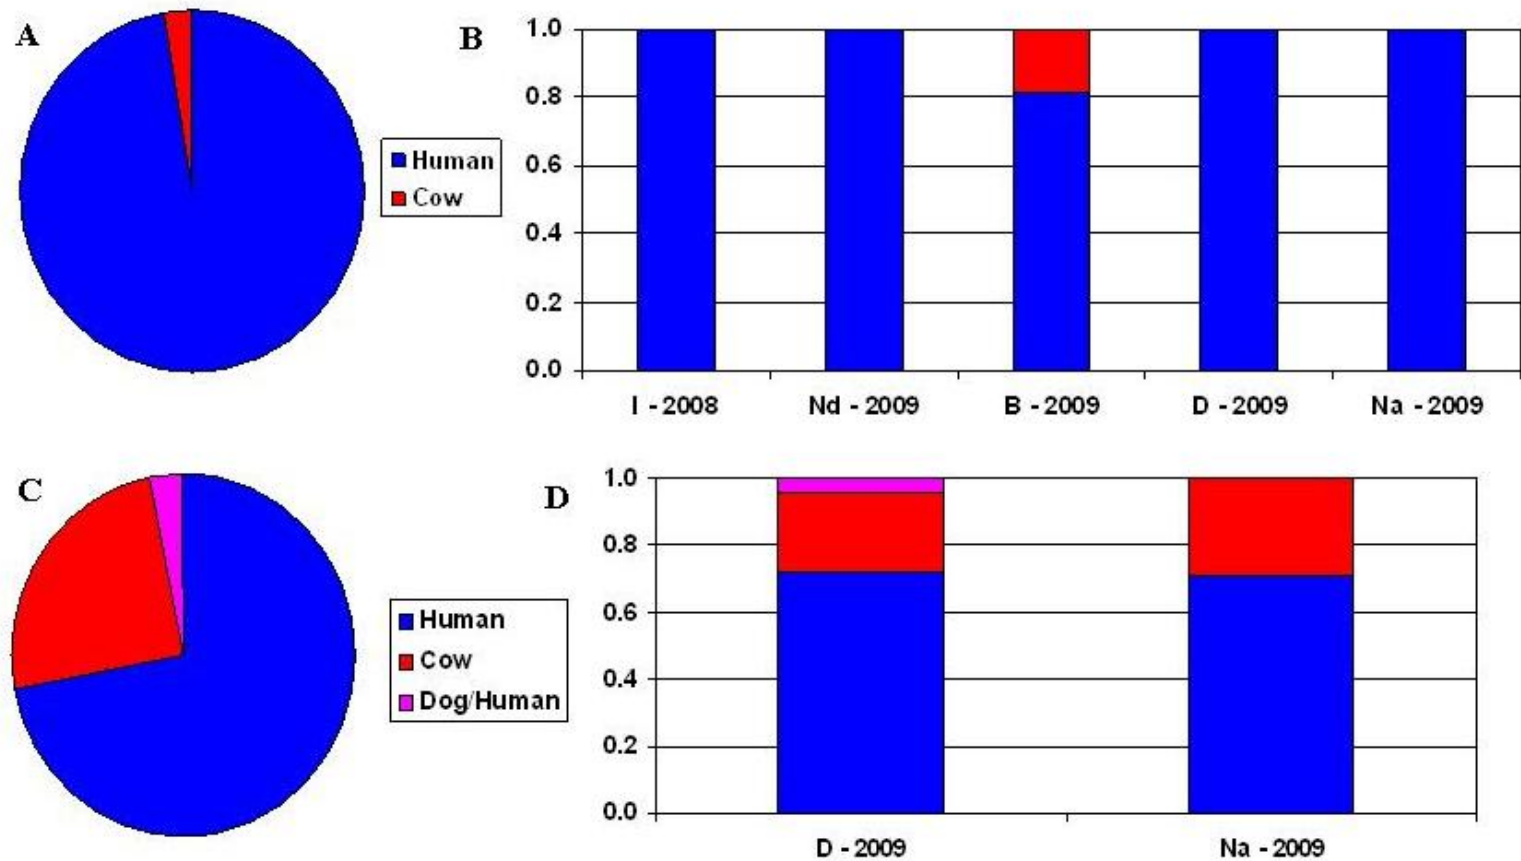 A
Human
Cow
B
1.0
0.8
0.6
0.4
0.2
0.0
I - 2008 Nd - 2009 B - 2009 D - 2009 Na - 2009
C
Human
Cow
Dog/Human
D
1.0
0.8
0.6
0.4
0.2
0.0
D - 2009 Na - 2009